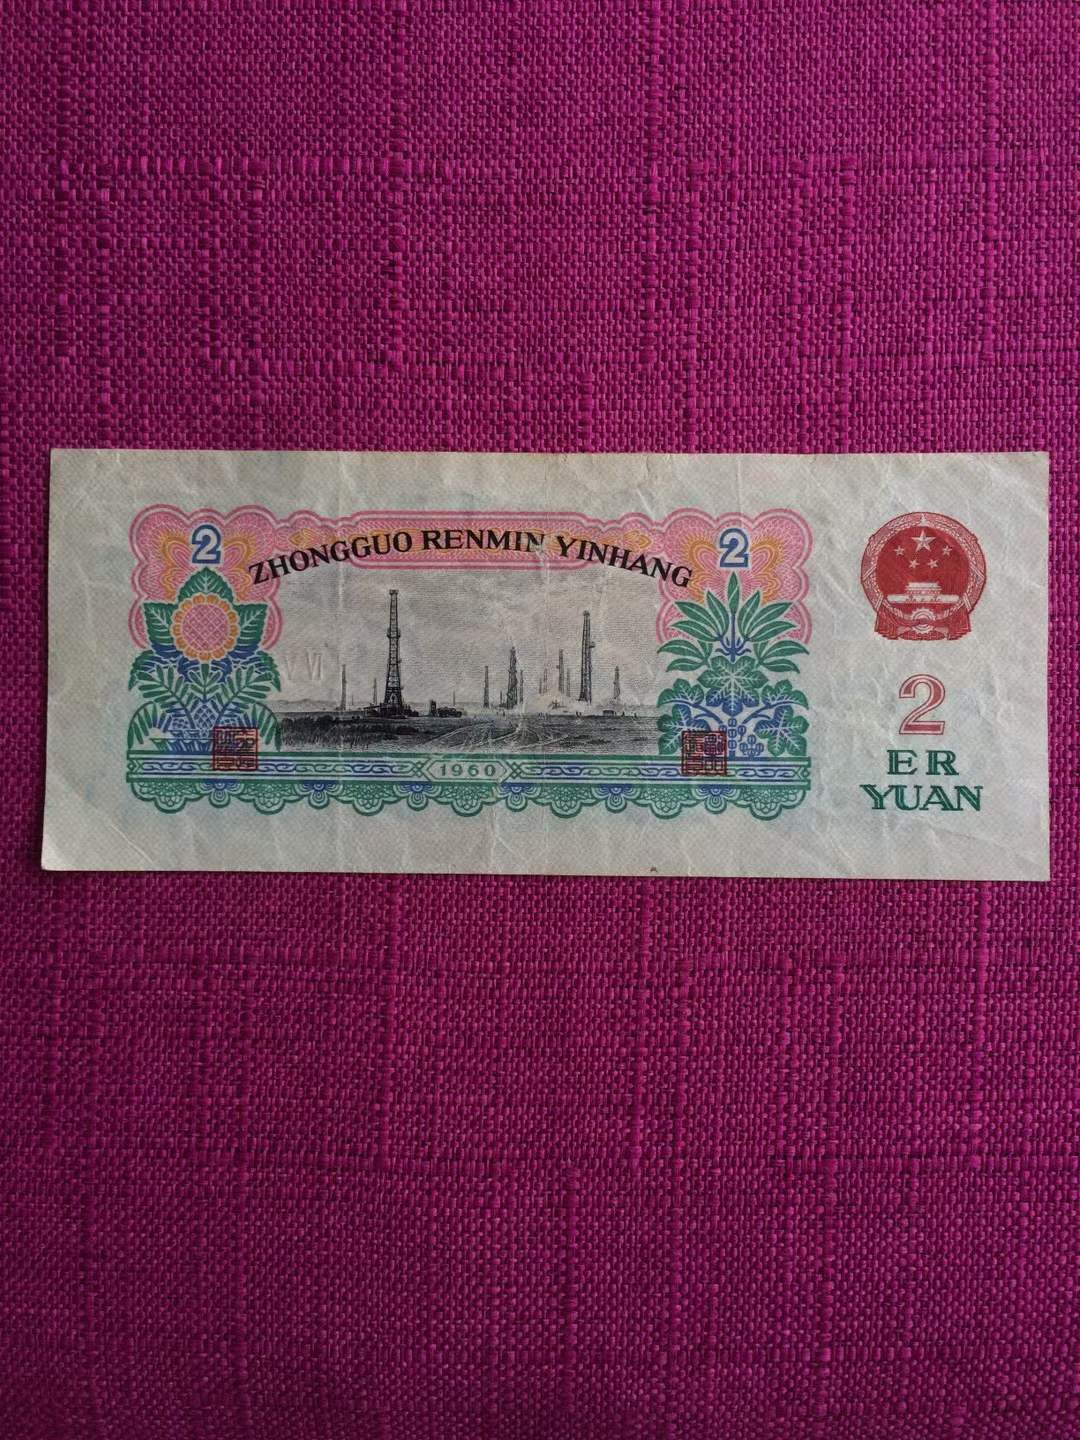 2
2
ZHONGGUO RENMIN YINHANG
1960
2
ER
YUAN